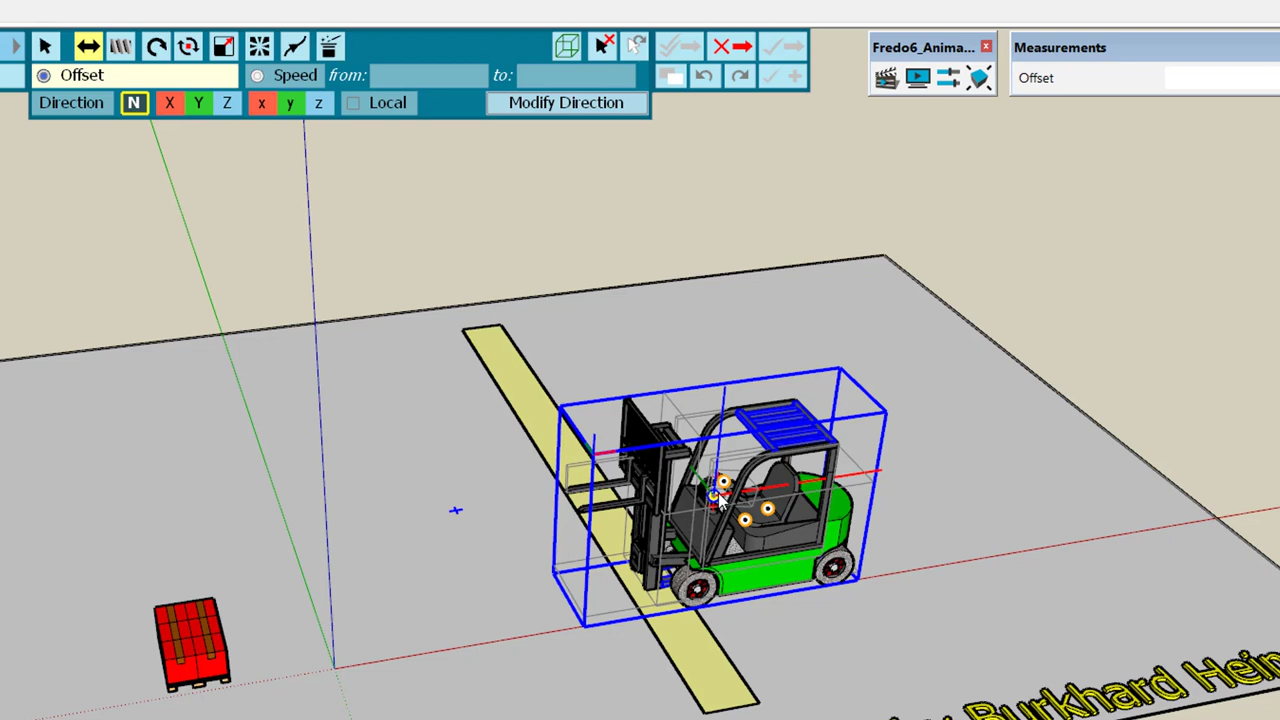 Fredo6_Anima...
Measurements
Offset
Speed from: to:
Offset
Direction N X Y Z x y z Local Modify Direction
Burkhard Hein